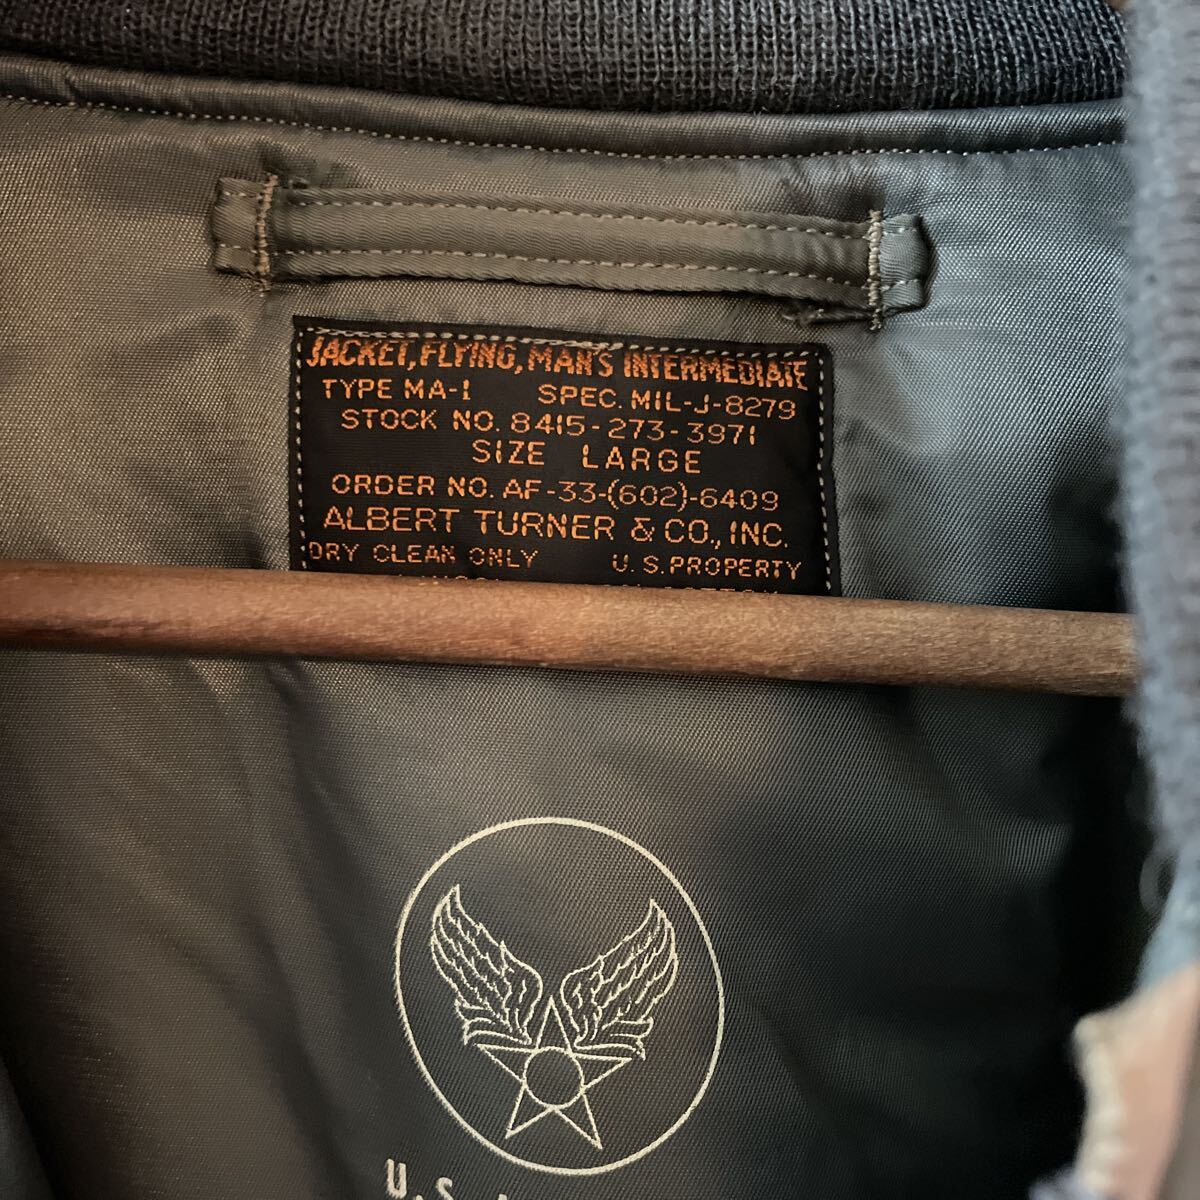 JACKET, FLYING, MAN'S INTERMEDIATE
TYPE MA-1 SPEC. MIL-J-8279
STOCK NO. 8415-273-3971
SIZE LARGE
ORDER NO. AF-33-(602)-6409
ALBERT TURNER & CO., INC.
DRY CLEAN ONLY U.S. PROPERTY
U.S.